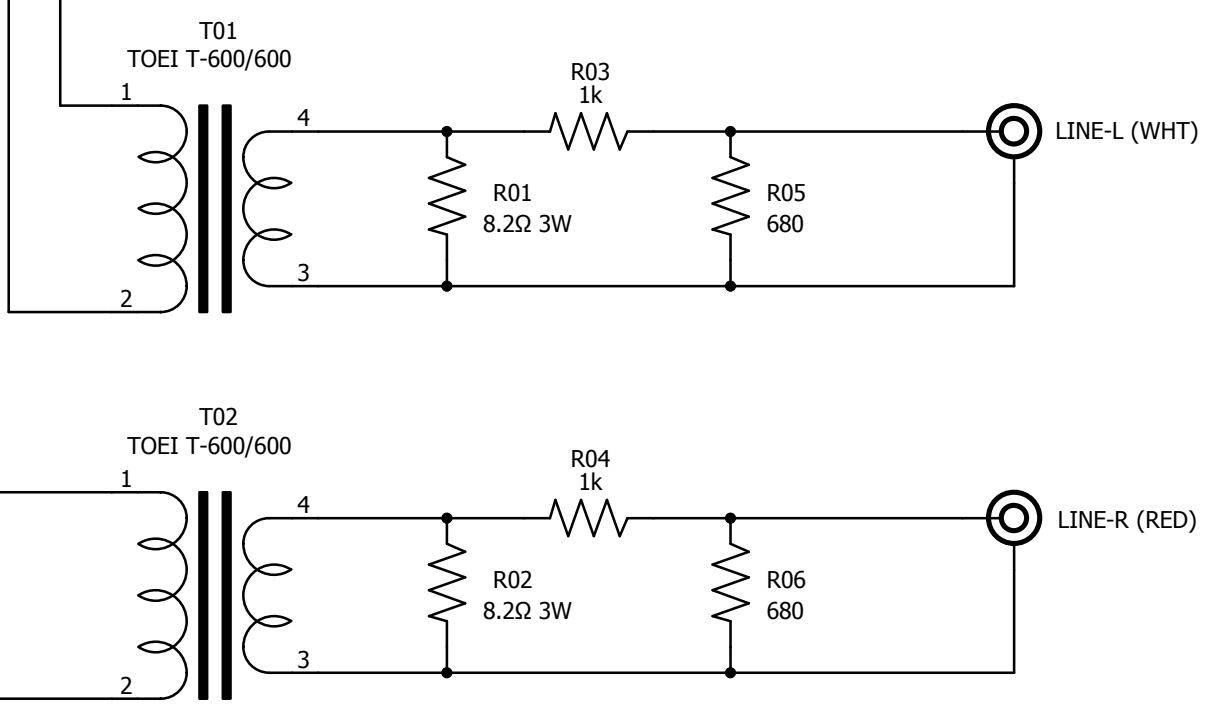 T01
TOEI T-600/600
1
2
4
3
R03
1k
R01
8.2Ω 3W
R05
680
LINE-L (WHT)
T02
TOEI T-600/600
1
2
4
3
R04
1k
R02
8.2Ω 3W
R06
680
LINE-R (RED)